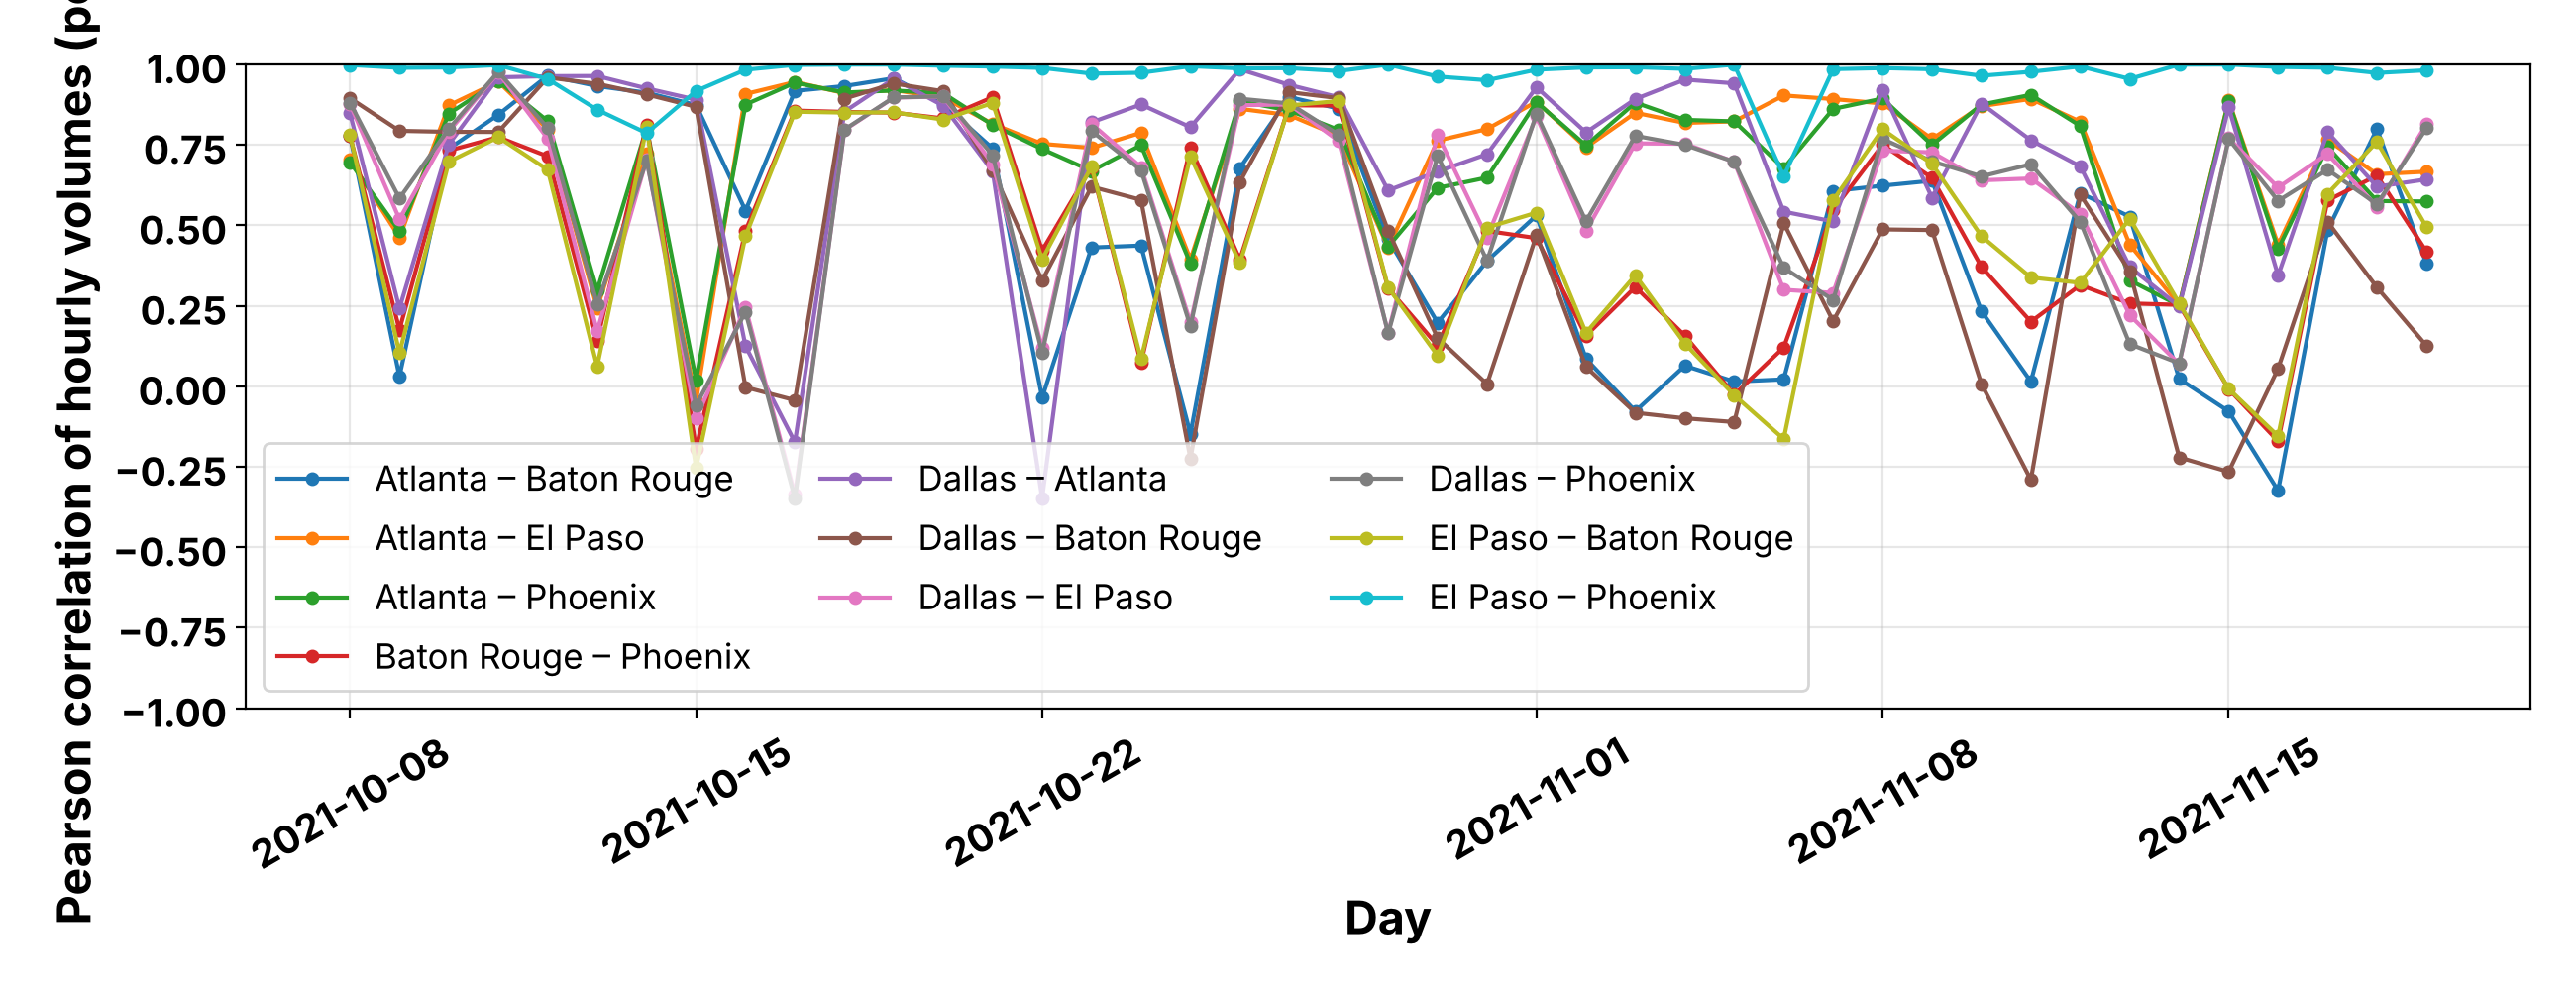 Pearson correlation of hourly volumes
1.00
0.75
0.50
0.25
0.00
−0.25
−0.50
−0.75
−1.00
Atlanta – Baton Rouge
Atlanta – El Paso
Atlanta – Phoenix
Baton Rouge – Phoenix
Dallas – Atlanta
Dallas – Baton Rouge
Dallas – El Paso
Dallas – Phoenix
El Paso – Baton Rouge
El Paso – Phoenix
2021-10-08
2021-10-15
2021-10-22
2021-11-01
2021-11-08
2021-11-15
Day